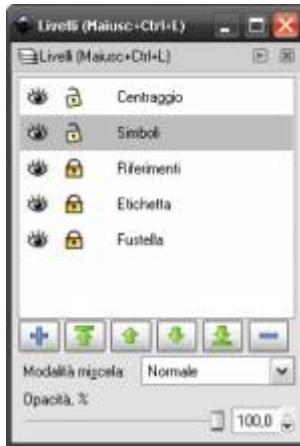 Livelli (Maiusc+Ctrl+L)
Livelli (Maiusc+Ctrl+L)
Centraggio
Simboli
Riferimenti
Etichetta
Fustella
Modalità miscela: Normale
Opacità, %
100,0